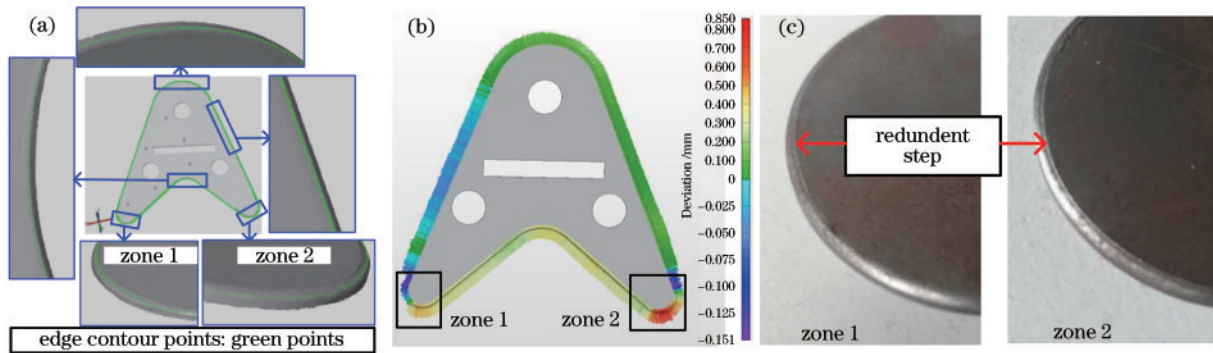 (a)
zone 1
zone 2
edge contour points: green points
(b)
zone 1
zone 2
Deviation /mm
0.850
0.800
0.700
0.600
0.500
0.400
0.300
0.200
0.100
0
-0.025
-0.050
-0.075
-0.100
-0.125
-0.151
(c)
redundent
step
zone 1
zone 2